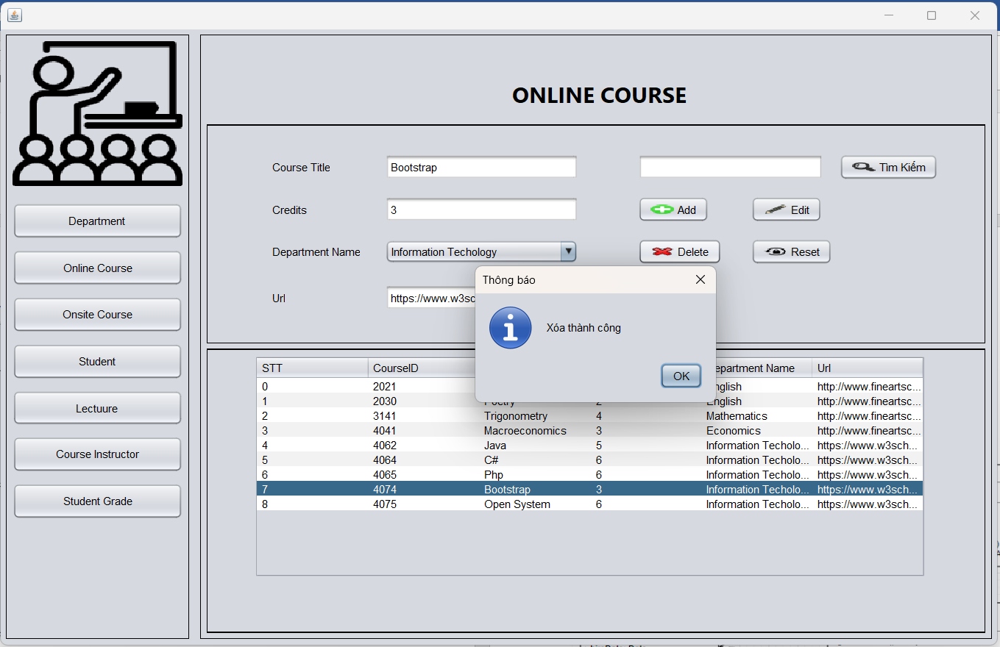 ONLINE COURSE
Department
Online Course
Onsite Course
Student
Lectuure
Course Instructor
Student Grade
Course Title Bootstrap Tìm Kiếm
Credits 3 Add Edit
Department Name Information Techology Delete Reset
Url https://www.w3sc
Thông báo
Xóa thành công
OK
STT CourseID epartment Name Url
0 2021 nglish http://www.fineartsc...
1 2030 Poetry 2 English http://www.fineartsc...
2 3141 Trigonometry 4 Mathematics http://www.fineartsc...
3 4041 Macroeconomics 3 Economics http://www.fineartsc...
4 4062 Java 5 Information Techolo... https://www.w3sch...
5 4064 C# 6 Information Techolo... https://www.w3sch...
6 4065 Php 6 Information Techolo... https://www.w3sch...
7 4074 Bootstrap 3 Information Techolo... https://www.w3sch...
8 4075 Open System 6 Information Techolo... https://www.w3sch...